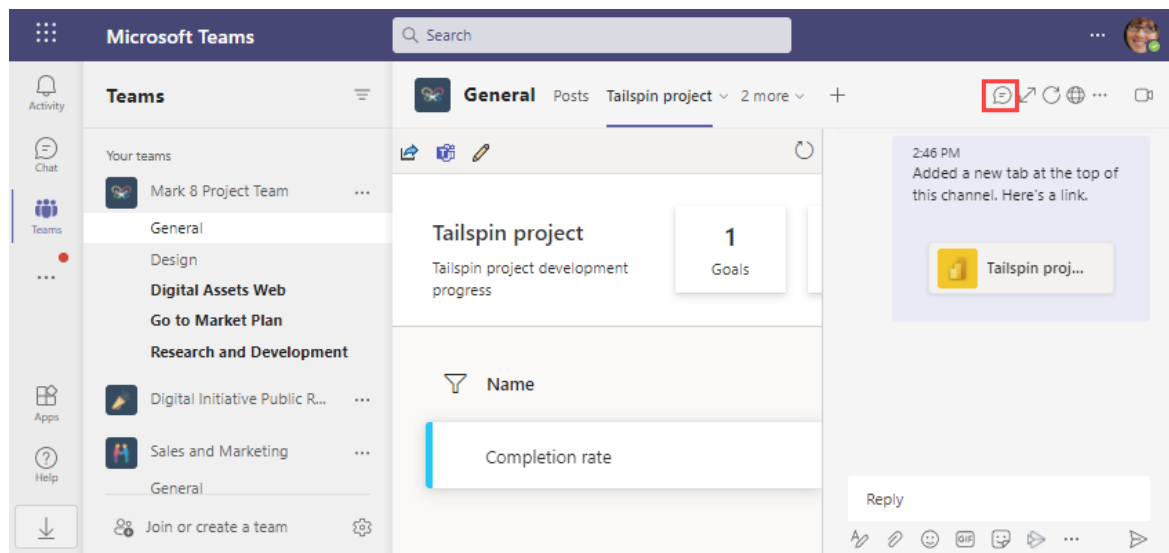 Microsoft Teams
Search
Activity
Chat
Teams
Apps
Help
Teams
Your teams
Mark 8 Project Team
General
Design
Digital Assets Web
Go to Market Plan
Research and Development
Digital Initiative Public R...
Sales and Marketing
General
Join or create a team
General Posts Tailspin project 2 more
Tailspin project
Tailspin project development
progress
1
Goals
Name
Completion rate
2:46 PM
Added a new tab at the top of
this channel. Here's a link.
Tailspin proj...
Reply
GIF